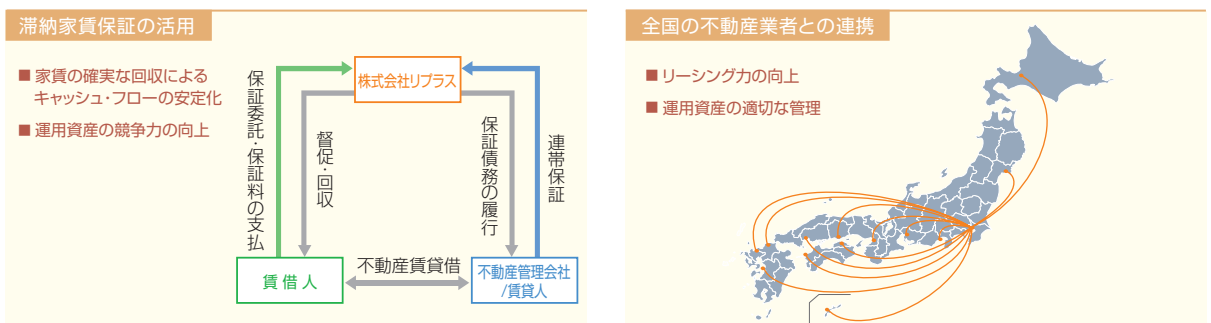 滞納家賃保証の活用
■ 家賃の確実な回収による
キャッシュ・フローの安定化
■ 運用資産の競争力の向上
株式会社リプラス
保証委託・保証料の支払
督促・回収
保証債務の履行
連帯保証
賃借人
不動産賃貸借
不動産管理会社
/賃貸人
全国の不動産業者との連携
■ リーシング力の向上
■ 運用資産の適切な管理